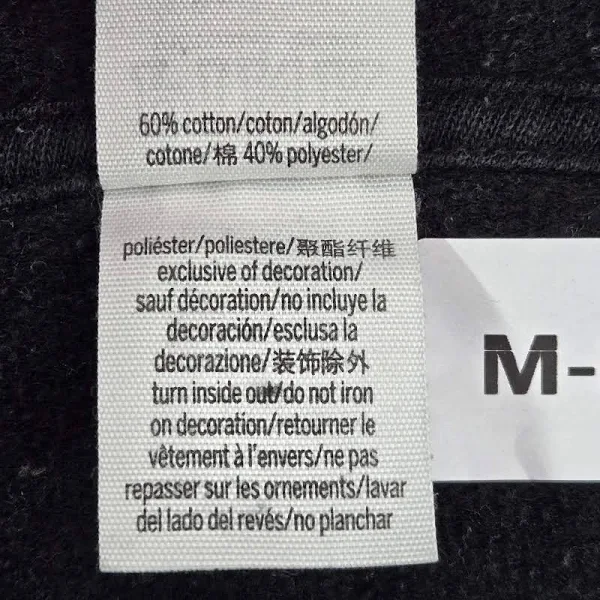 60% cotton/coton/algodón/
cotone/棉 40% polyester/
poliéster/poliestere/聚酯纤维
exclusive of decoration/
sauf décoration/no incluye la
decoración/esclusa la
decorazione/装饰除外
turn inside out/do not iron
on decoration/retourner le
vêtement à l'envers/ne pas
repasser sur les ornements/lavar
del lado del revés/no planchar
M-